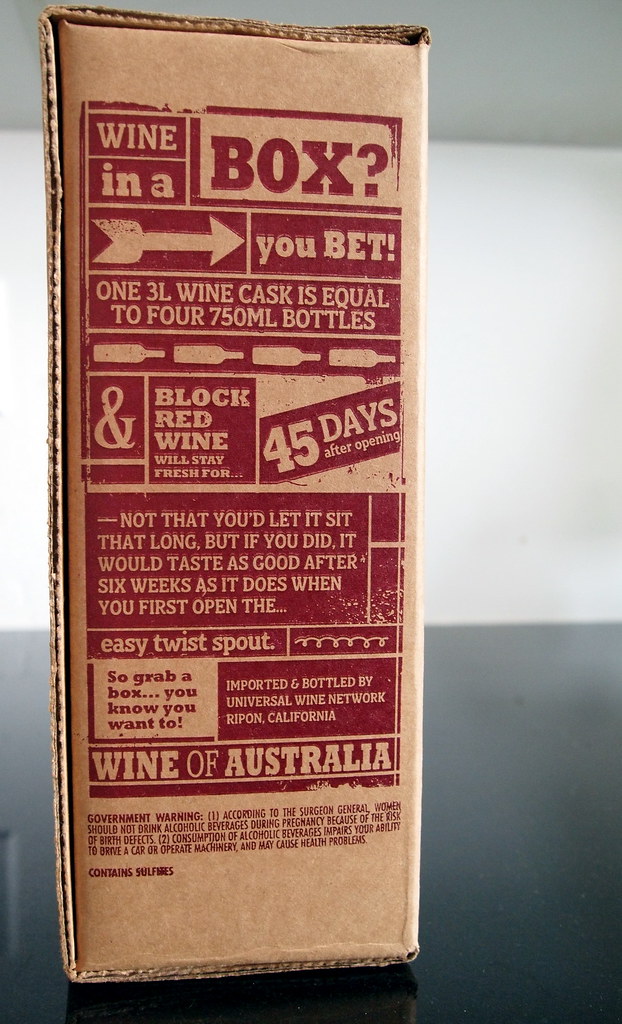 WINE
in a
BOX?
you BET!
ONE 3L WINE CASK IS EQUAL
TO FOUR 750ML BOTTLES
&
BLOCK
RED
WINE
WILL STAY
FRESH FOR...
45 DAYS
after opening
—NOT THAT YOU'D LET IT SIT
THAT LONG, BUT IF YOU DID, IT
WOULD TASTE AS GOOD AFTER
SIX WEEKS AS IT DOES WHEN
YOU FIRST OPEN THE...
easy twist spout.
So grab a
box... you
know you
want to!
IMPORTED & BOTTLED BY
UNIVERSAL WINE NETWORK
RIPON, CALIFORNIA
WINE OF AUSTRALIA
GOVERNMENT WARNING: (1) ACCORDING TO THE SURGEON GENERAL, WOMEN
SHOULD NOT DRINK ALCOHOLIC BEVERAGES DURING PREGNANCY BECAUSE OF THE RISK
OF BIRTH DEFECTS. (2) CONSUMPTION OF ALCOHOLIC BEVERAGES IMPAIRS YOUR ABILITY
TO DRIVE A CAR OR OPERATE MACHINERY, AND MAY CAUSE HEALTH PROBLEMS.
CONTAINS SULFITES